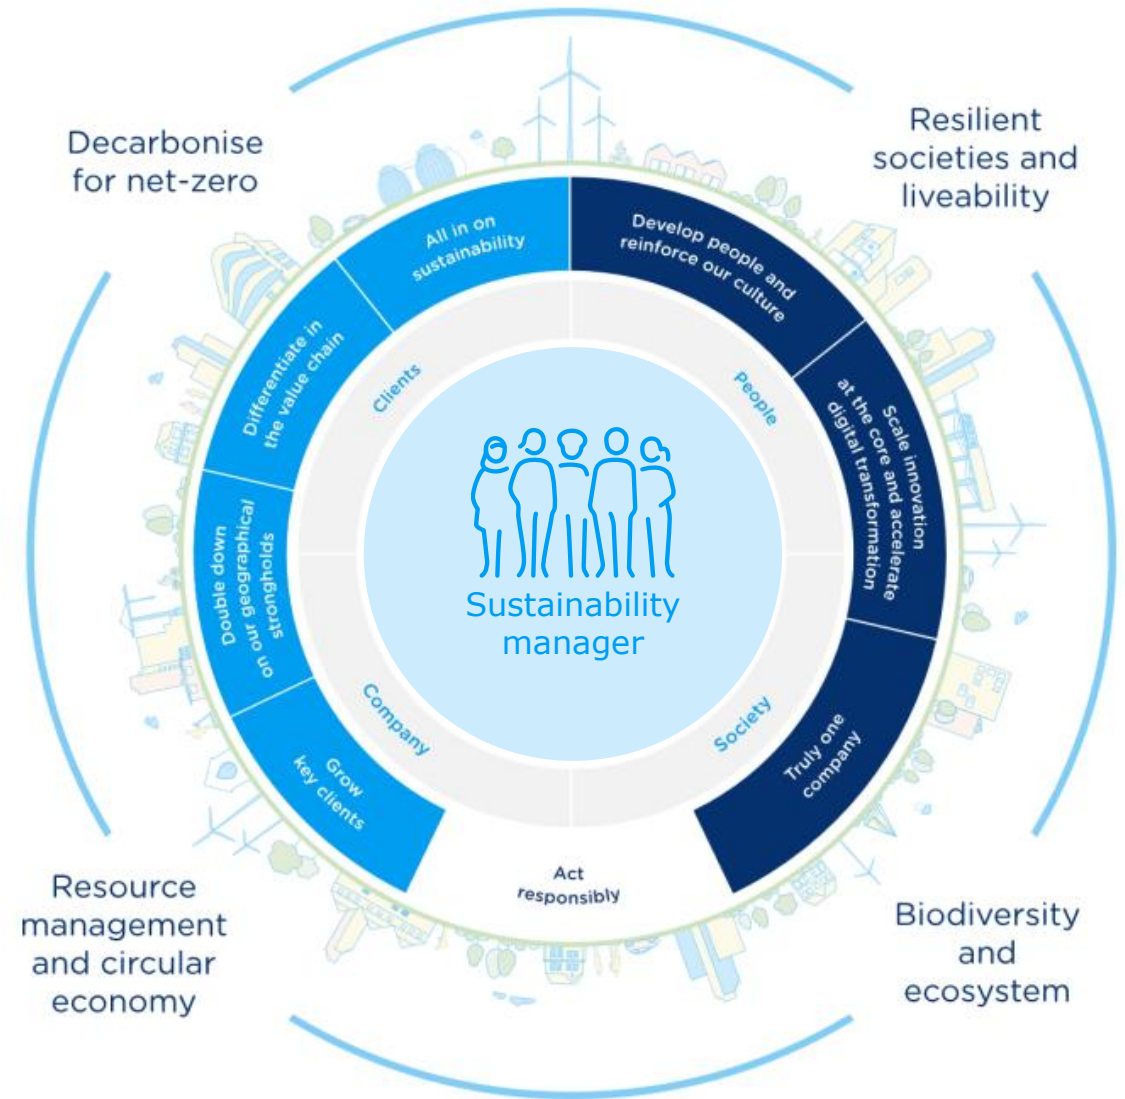 Decarbonise
for net-zero
Resilient
societies and
liveability
All in on
sustainability
Develop people and
reinforce our culture
Differentiate in
the value chain
Scale innovation
at the core and accelerate
digital transformation
Clients
People
Double down
on our geographical
strongholds
Sustainability
manager
Company
Society
Grow
key clients
Truly one
company
Act
responsibly
Resource
management
and circular
economy
Biodiversity
and
ecosystem